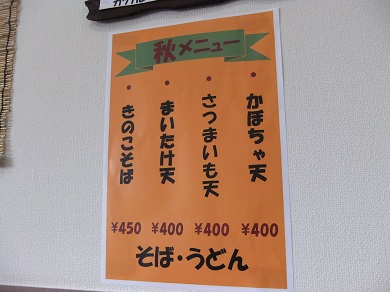 秋メニュー
かぼちゃ天
さつまいも天
まいたけ天
きのこそば
¥450 ¥400 ¥400 ¥400
そば・うどん